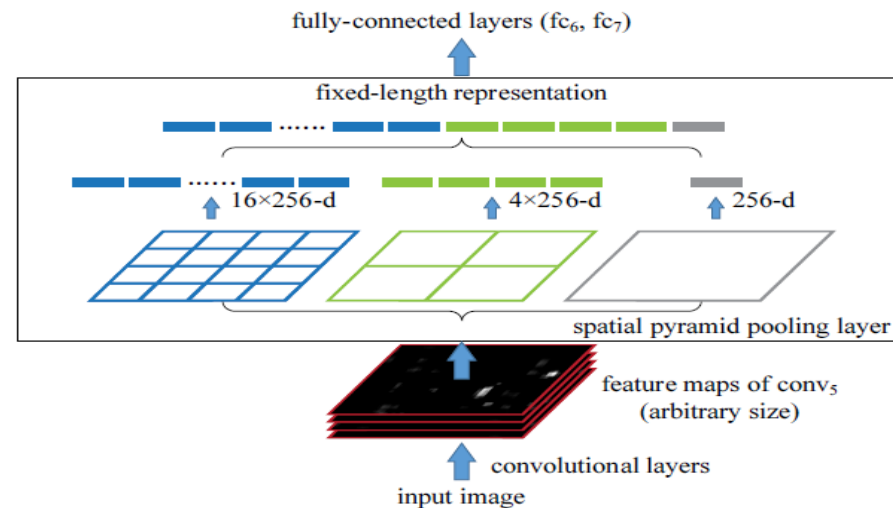 fully-connected layers (fc₆, fc₇)
fixed-length representation
......
......
16×256-d
4×256-d
256-d
spatial pyramid pooling layer
feature maps of conv₅
(arbitrary size)
convolutional layers
input image